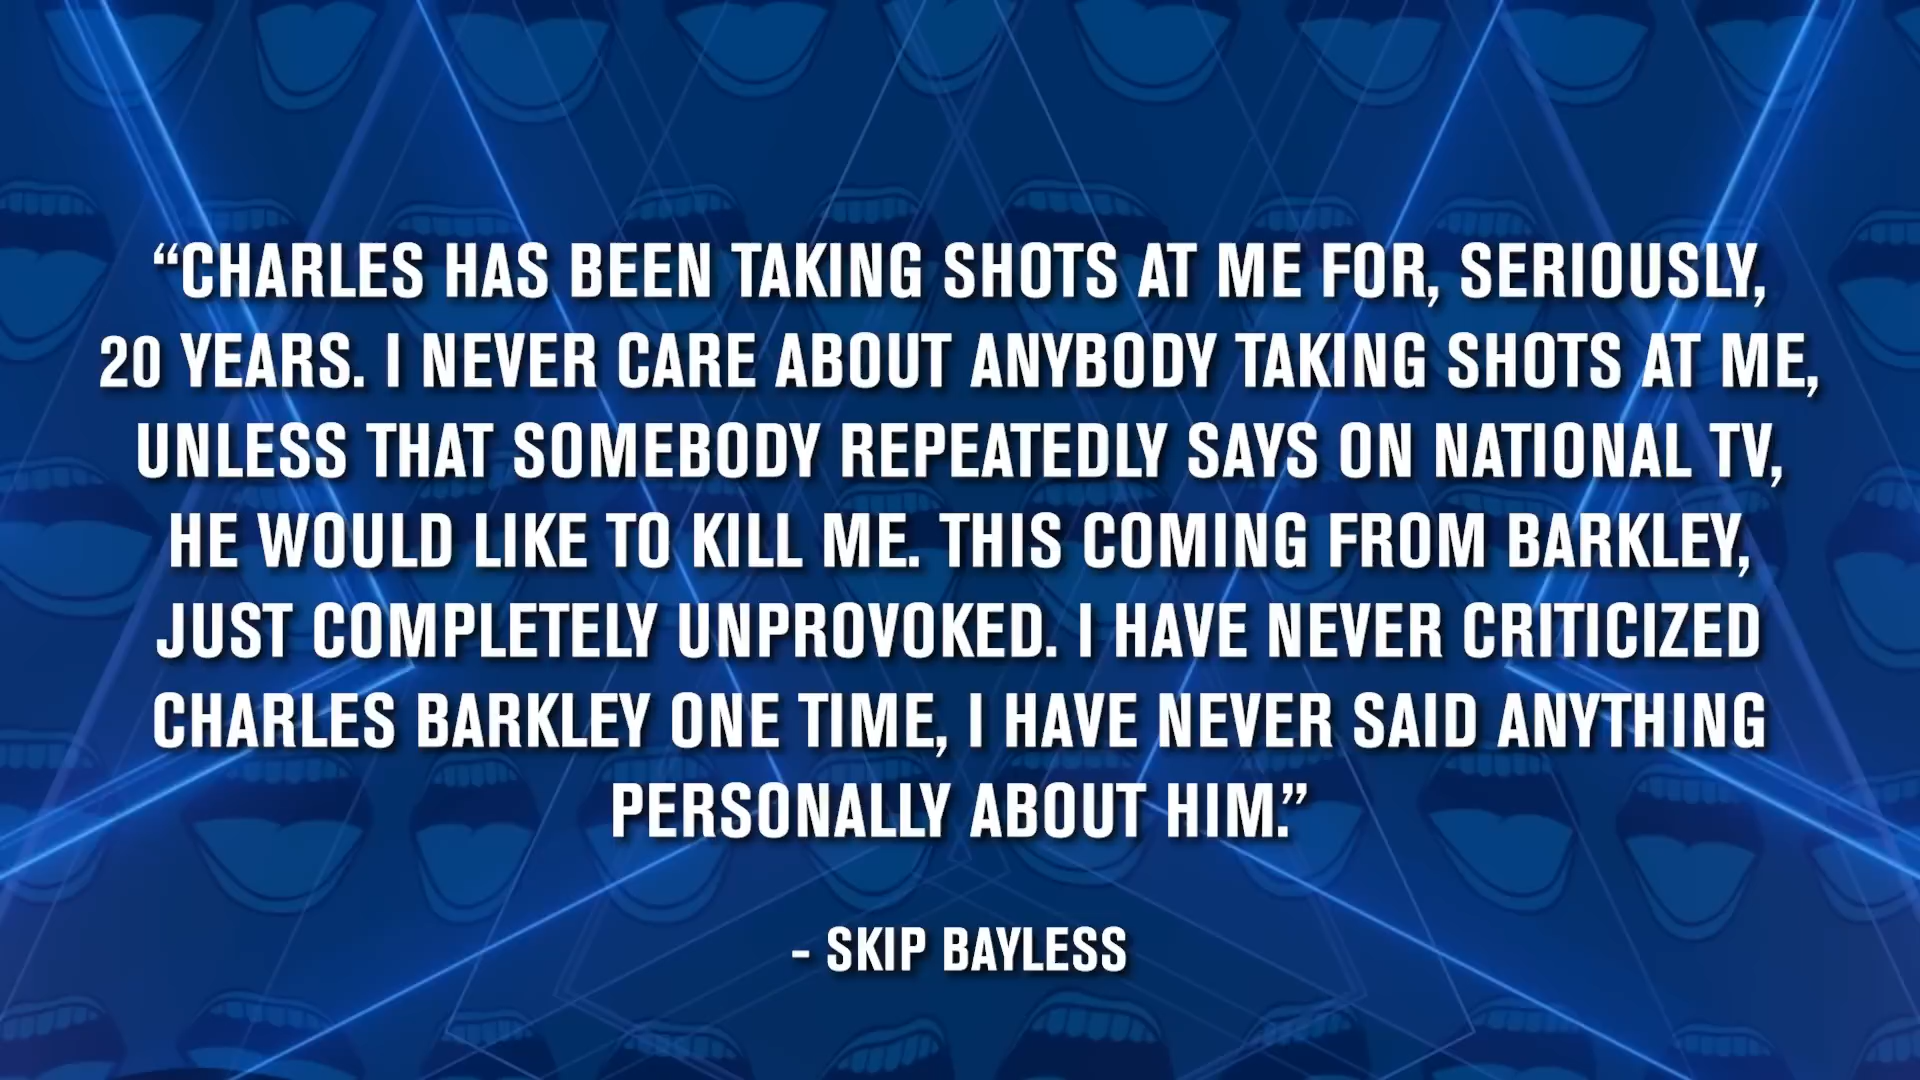 “CHARLES HAS BEEN TAKING SHOTS AT ME FOR, SERIOUSLY,
20 YEARS. I NEVER CARE ABOUT ANYBODY TAKING SHOTS AT ME,
UNLESS THAT SOMEBODY REPEATEDLY SAYS ON NATIONAL TV,
HE WOULD LIKE TO KILL ME. THIS COMING FROM BARKLEY,
JUST COMPLETELY UNPROVOKED. I HAVE NEVER CRITICIZED
CHARLES BARKLEY ONE TIME, I HAVE NEVER SAID ANYTHING
PERSONALLY ABOUT HIM.”
- SKIP BAYLESS